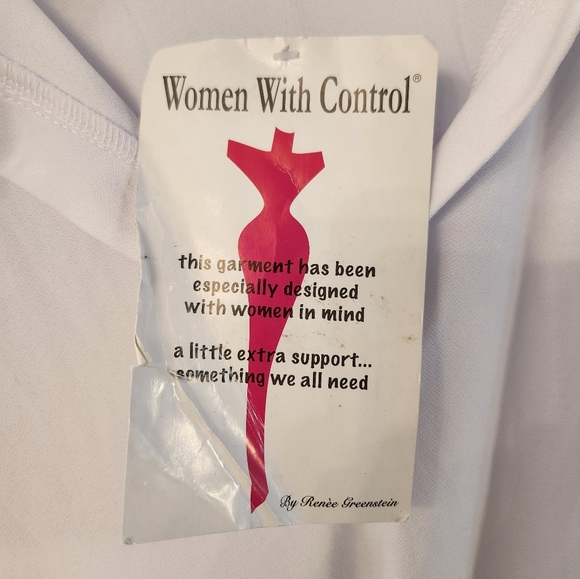 Women With Control®
this garment has been
especially designed
with women in mind
a little extra support...
something we all need
By Renèe Greenstein